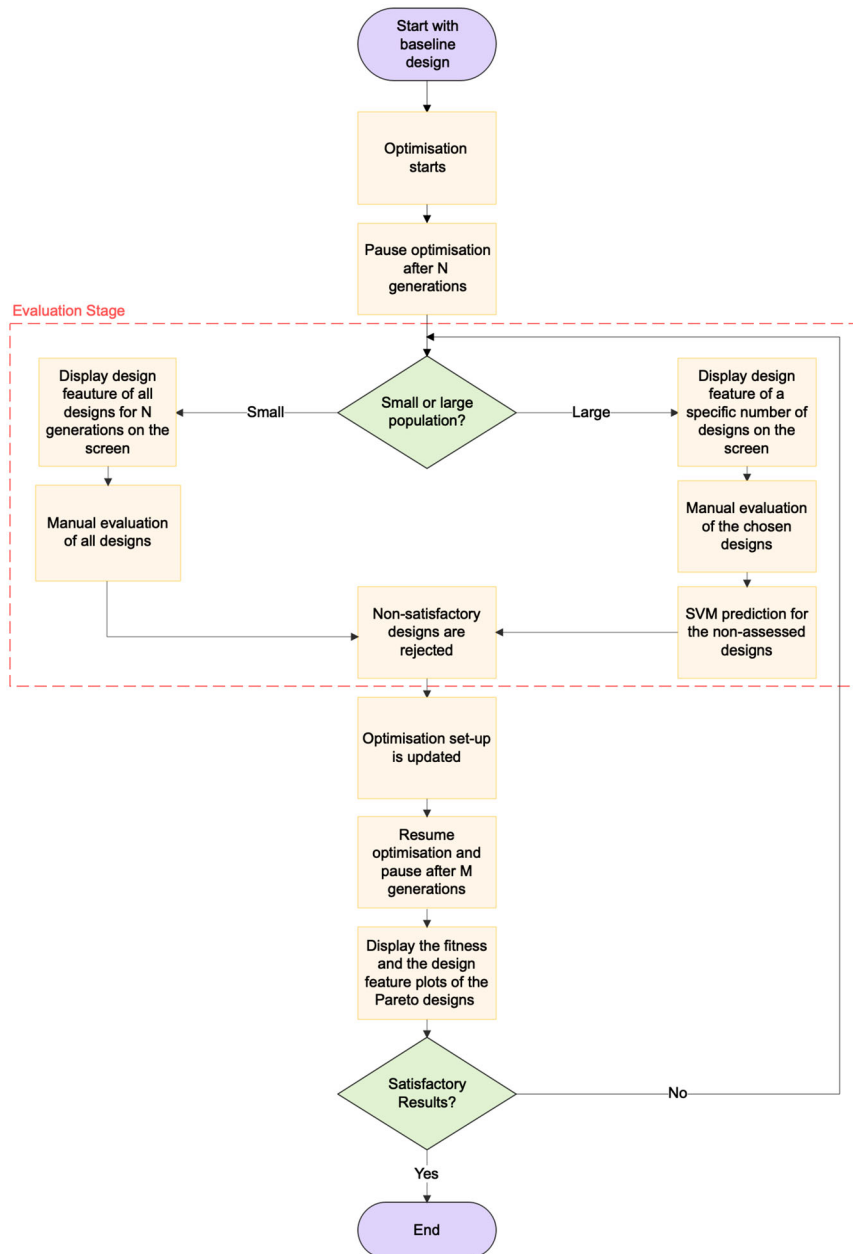 Start with
baseline
design
Optimisation
starts
Pause optimisation
after N
generations
Evaluation Stage
Display design
feauture of all
designs for N
generations on the
screen
Small
Small or large
population?
Large
Display design
feature of a
specific number of
designs on the
screen
Manual evaluation
of all designs
Manual evaluation
of the chosen
designs
Non-satisfactory
designs are
rejected
SVM prediction for
the non-assessed
designs
Optimisation set-up
is updated
Resume
optimisation and
pause after M
generations
Display the fitness
and the design
feature plots of the
Pareto designs
Satisfactory
Results?
No
Yes
End